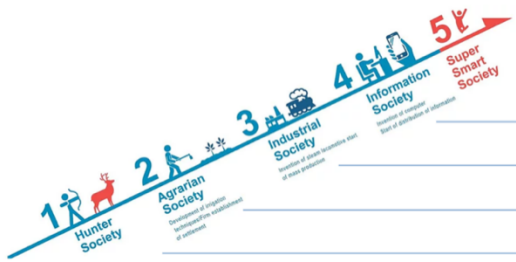 1
Hunter
Society
2
Agrarian
Society
Development of irrigation
techniques/Firm establishment
of settlement
3
Industrial
Society
Invention of steam locomotive start
of mass production
4
Information
Society
Invention of computer
Start of distribution of information
5
Super
Smart
Society